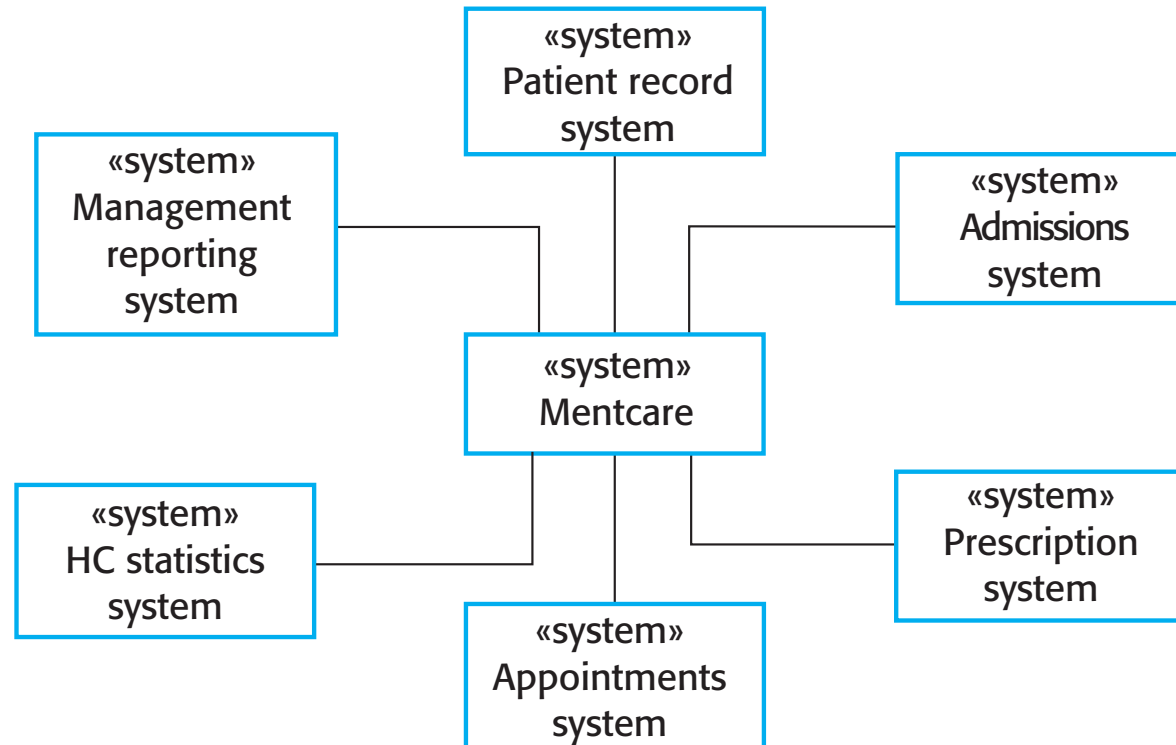 «system»
Patient record
system
«system»
Management
reporting
system
«system»
Admissions
system
«system»
Mentcare
«system»
HC statistics
system
«system»
Prescription
system
«system»
Appointments
system